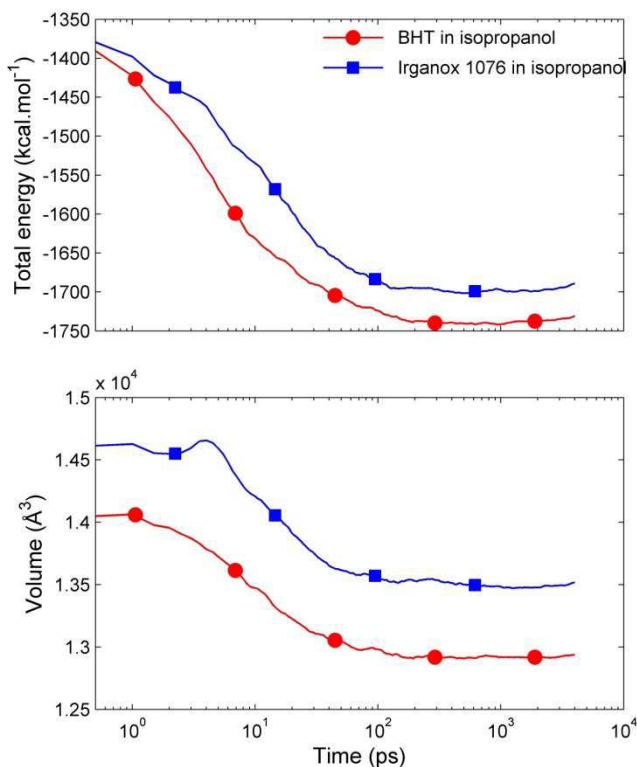 -1350
-1400
-1450
-1500
-1550
-1600
-1650
-1700
-1750
Total energy (kcal.mol⁻¹)
BHT in isopropanol
Irganox 1076 in isopropanol
x 10⁴
1.5
1.45
1.4
1.35
1.3
1.25
Volume (Å³)
10⁰ 10¹ 10² 10³ 10⁴
Time (ps)